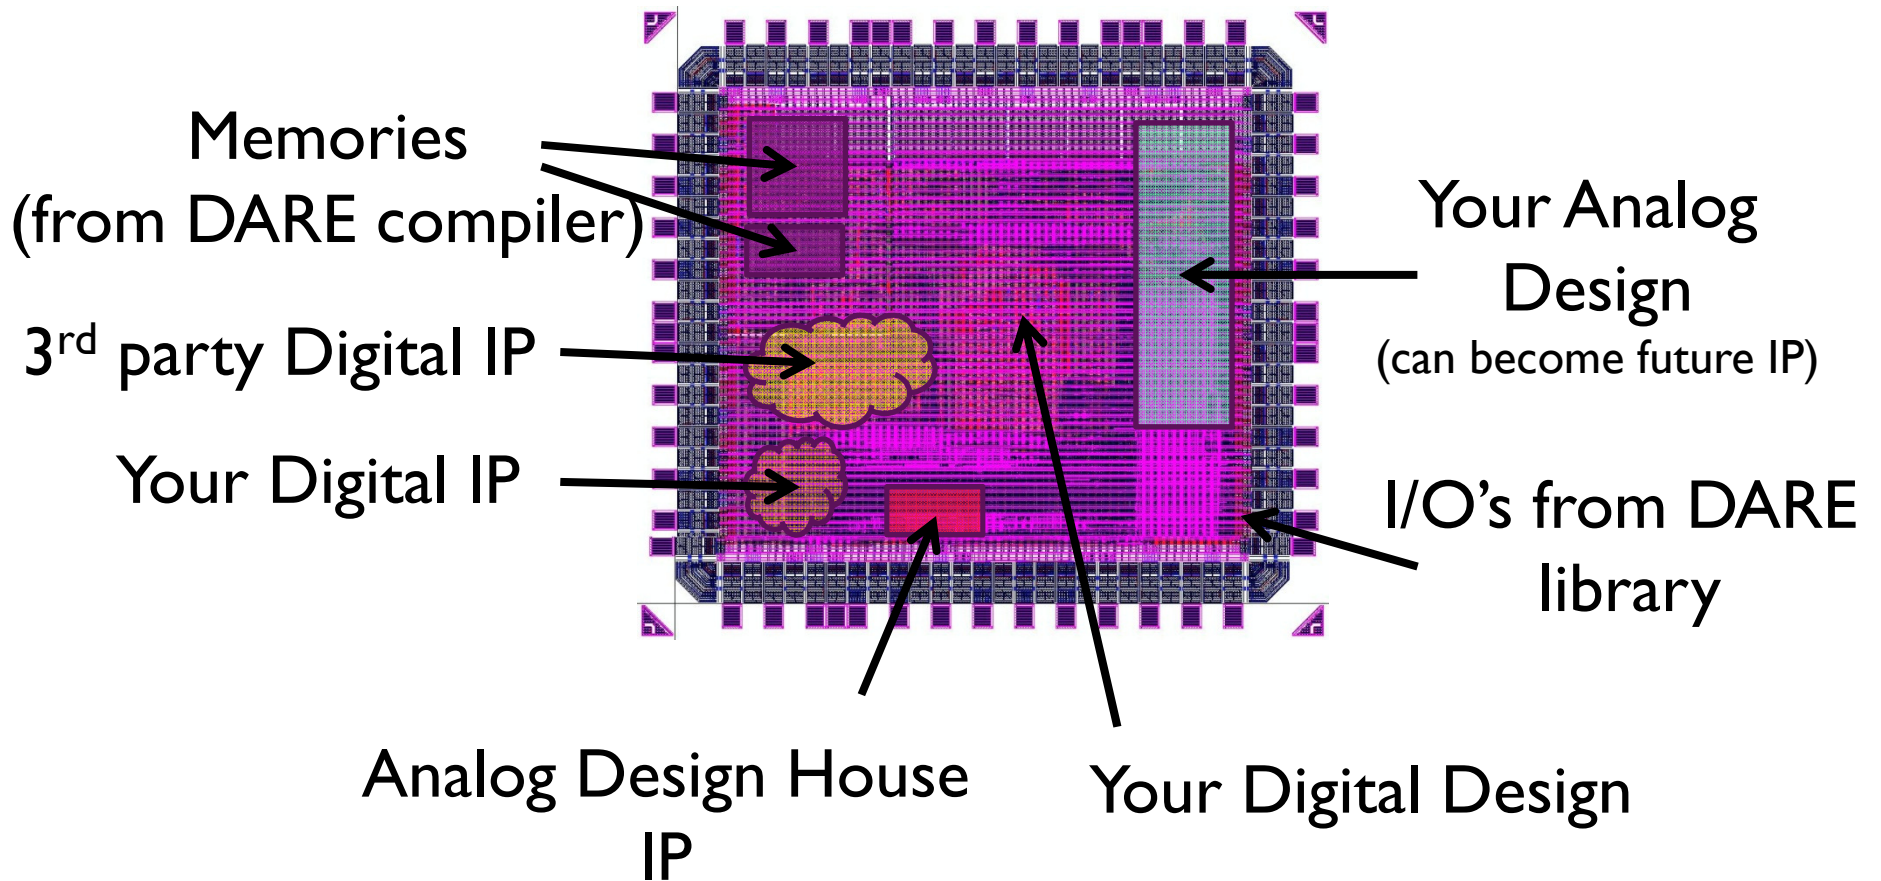 Memories
(from DARE compiler)
3rd party Digital IP
Your Digital IP
Your Analog
Design
(can become future IP)
I/O’s from DARE
library
Analog Design House
IP
Your Digital Design